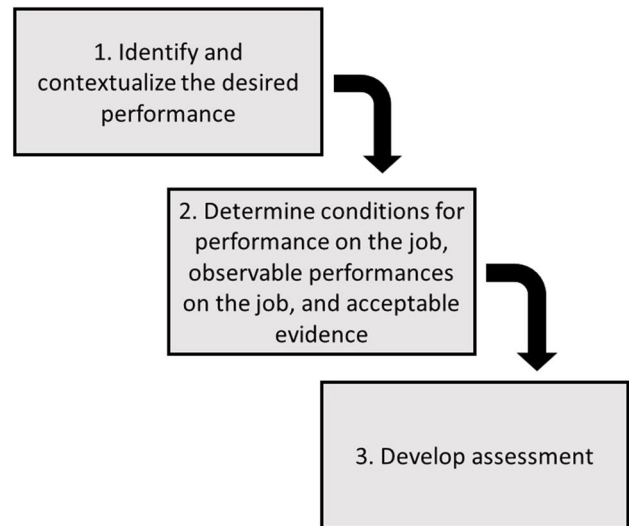 1. Identify and
contextualize the desired
performance
2. Determine conditions for
performance on the job,
observable performances
on the job, and acceptable
evidence
3. Develop assessment